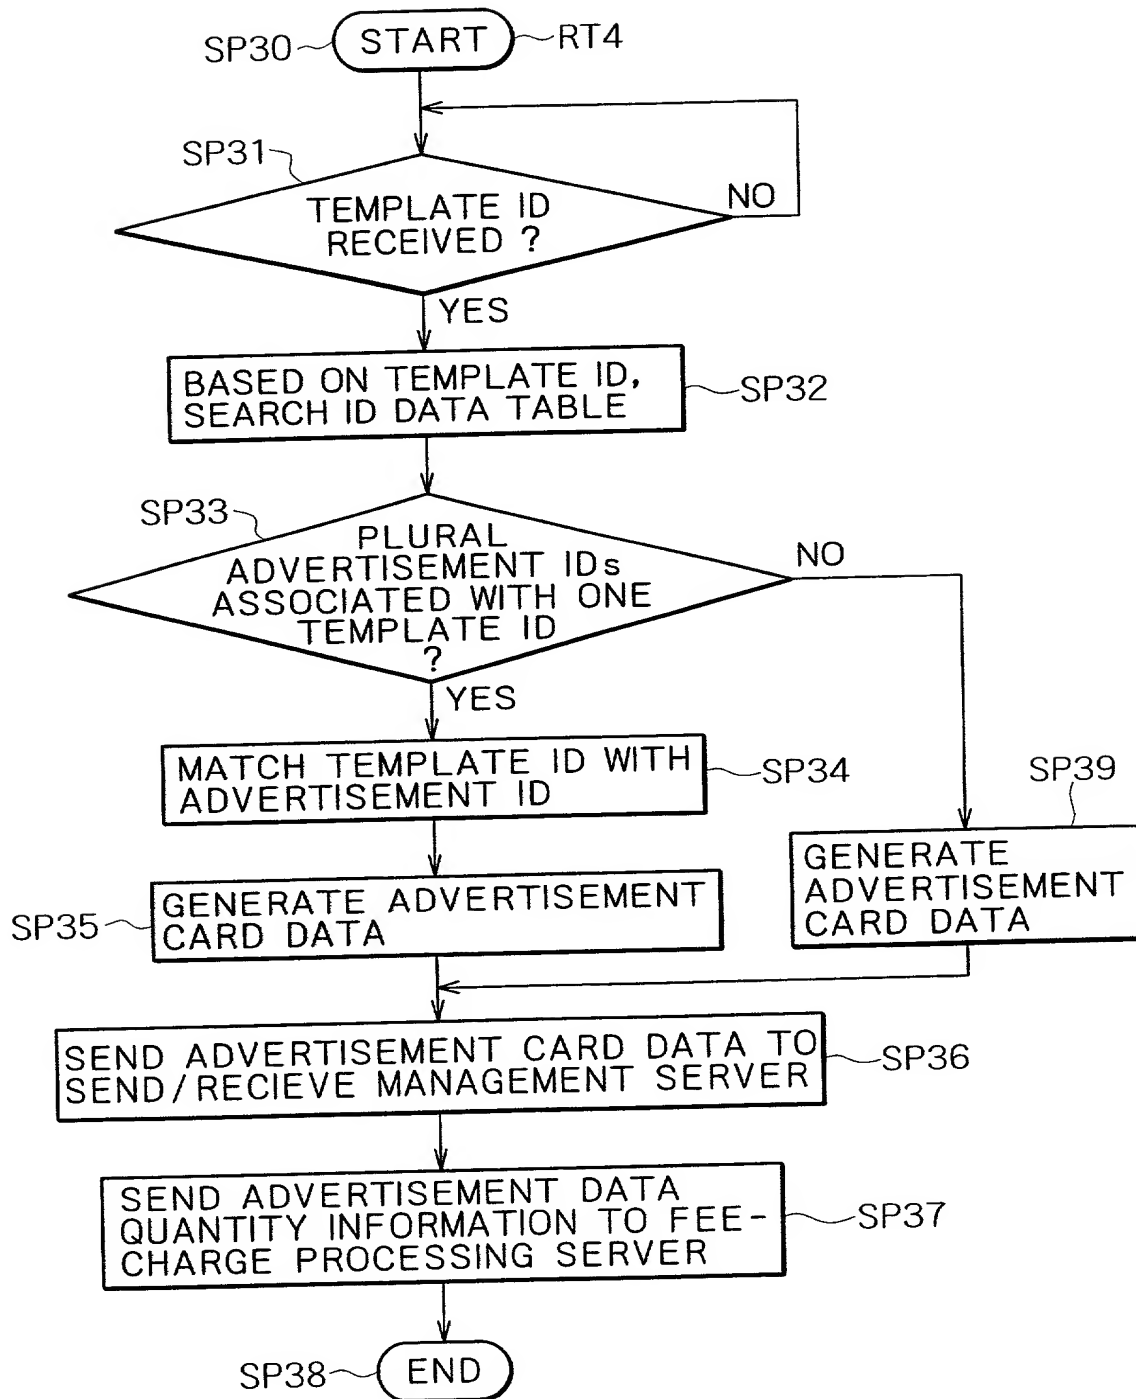 SP30
START
RT4
SP31
TEMPLATE ID
RECEIVED ?
NO
YES
BASED ON TEMPLATE ID,
SEARCH ID DATA TABLE
SP32
SP33
PLURAL
ADVERTISEMENT IDs
ASSOCIATED WITH ONE
TEMPLATE ID
?
NO
YES
MATCH TEMPLATE ID WITH
ADVERTISEMENT ID
SP34
SP39
GENERATE
ADVERTISEMENT
CARD DATA
SP35
GENERATE ADVERTISEMENT
CARD DATA
SEND ADVERTISEMENT CARD DATA TO
SEND/RECIEVE MANAGEMENT SERVER
SP36
SEND ADVERTISEMENT DATA
QUANTITY INFORMATION TO FEE-
CHARGE PROCESSING SERVER
SP37
SP38
END